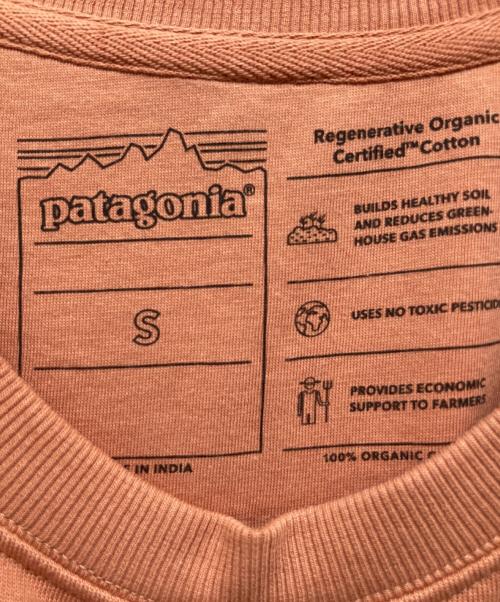 patagonia®
S
IN INDIA
Regenerative Organic
Certified™ Cotton
BUILDS HEALTHY SOIL
AND REDUCES GREEN-
HOUSE GAS EMISSIONS
USES NO TOXIC
PROVIDES ECONOMIC
SUPPORT TO FARMERS
100% ORGANIC